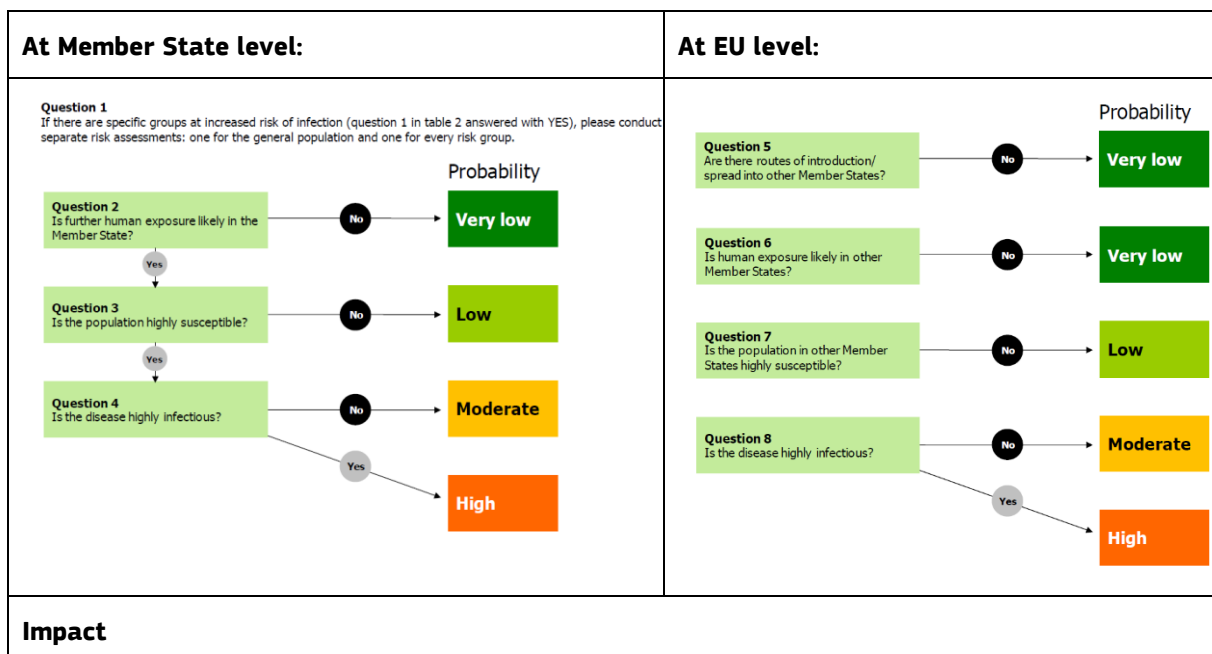 At Member State level:
Question 1
If there are specific groups at increased risk of infection (question 1 in table 2 answered with YES), please conduct
separate risk assessments: one for the general population and one for every risk group.
Probability
Question 2
Is further human exposure likely in the
Member State?
No
Very low
Yes
Question 3
Is the population highly susceptible?
No
Low
Yes
Question 4
Is the disease highly infectious?
No
Moderate
Yes
High
At EU level:
Probability
Question 5
Are there routes of introduction/
spread into other Member States?
No
Very low
Question 6
Is human exposure likely in other
Member States?
No
Very low
Question 7
Is the population in other Member
States highly susceptible?
No
Low
Question 8
Is the disease highly infectious?
No
Moderate
Yes
High
Impact